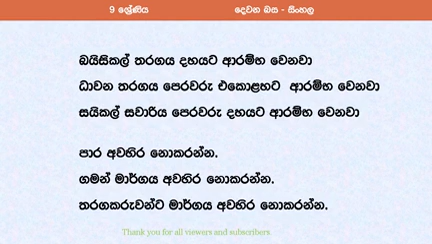 9 ශ්‍රේණිය දෙවන බස - සිංහල
බයිසිකල් තරගය දහයට ආරම්භ වෙනවා
ධාවන තරගය පෙරවරු එකොළහට ආරම්භ වෙනවා
සයිකල් සවාරිය පෙරවරු දහයට ආරම්භ වෙනවා
පාර අවහිර නොකරන්න.
ගමන් මාර්ගය අවහිර නොකරන්න.
තරගකරුවන්ට මාර්ගය අවහිර නොකරන්න.
Thank you for all viewers and subscribers